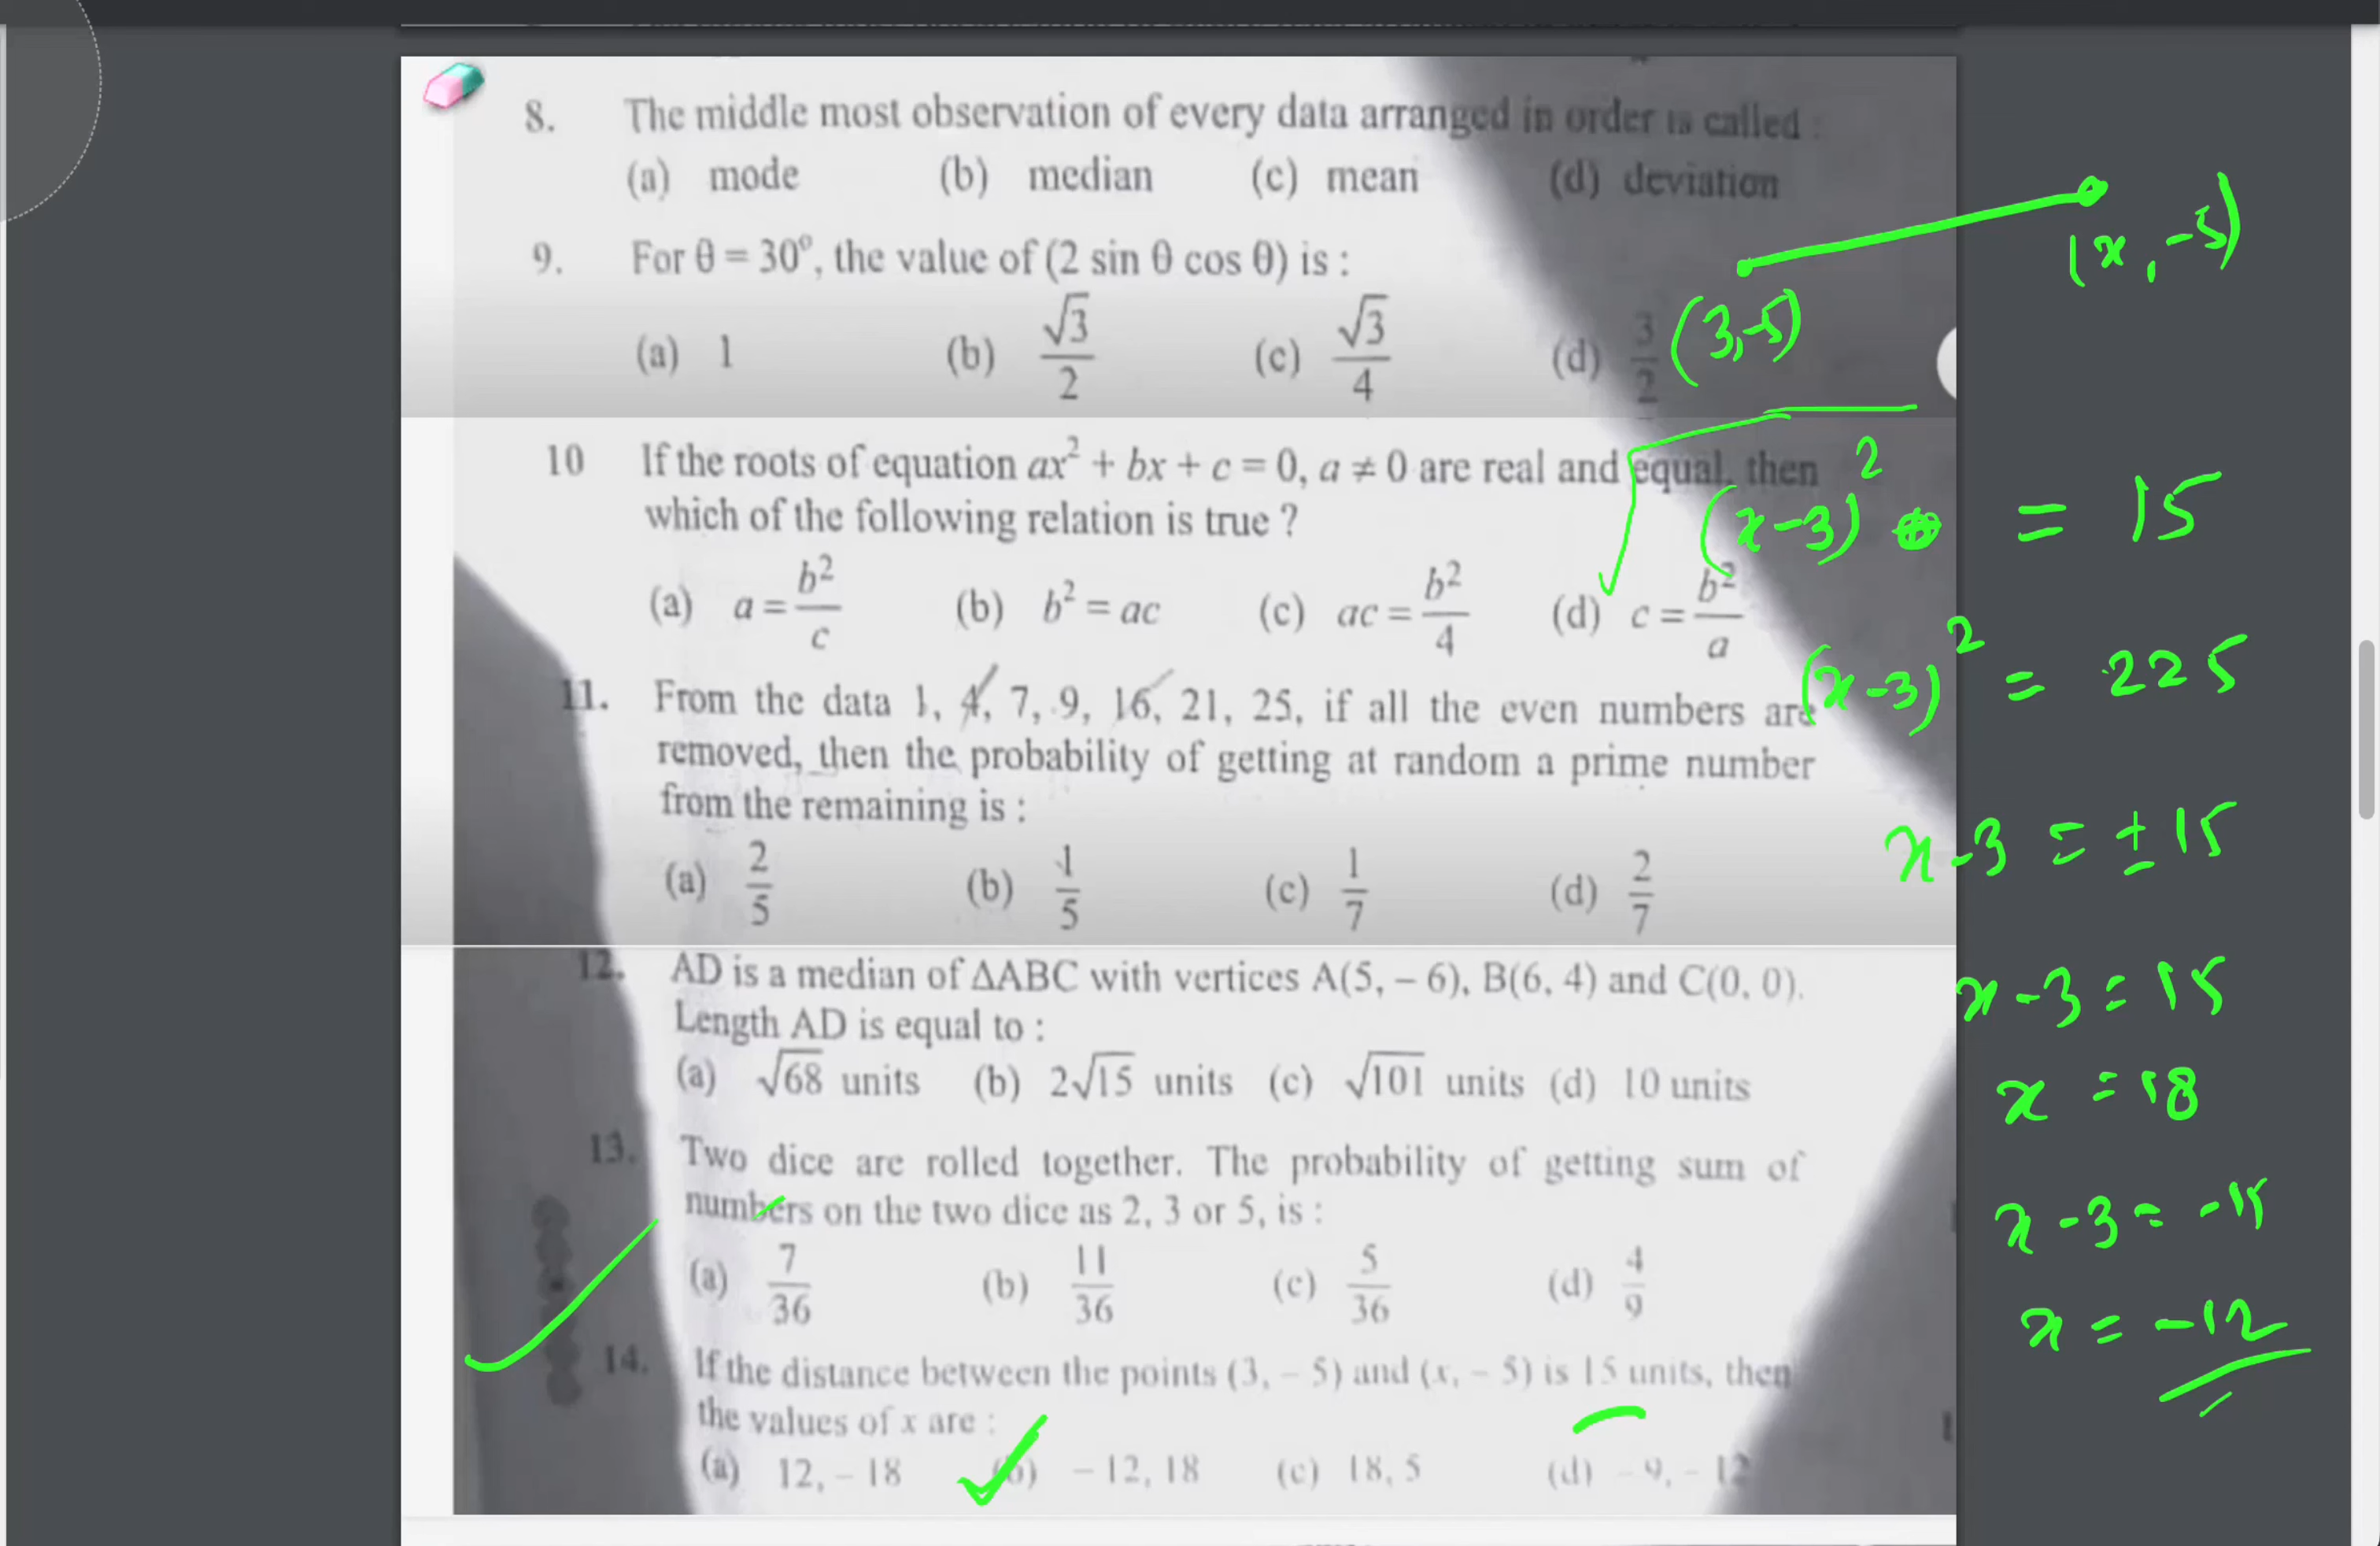 8. The middle most observation of every data arranged in order is called :
(a) mode (b) median (c) mean (d) deviation
9. For θ = 30°, the value of (2 sin θ cos θ) is :
(a) 1 (b) √3/2 (c) √3/4 (d) 3/2
10 If the roots of equation ax² + bx + c = 0, a ≠ 0 are real and equal, then
which of the following relation is true ?
(a) a = b²/c (b) b² = ac (c) ac = b²/4 (d) c = b²/a
11. From the data 1, 4, 7, 9, 16, 21, 25, if all the even numbers are
removed, then the probability of getting at random a prime number
from the remaining is :
(a) 2/5 (b) 1/5 (c) 1/7 (d) 2/7
12. AD is a median of ΔABC with vertices A(5, – 6), B(6, 4) and C(0, 0).
Length AD is equal to :
(a) √68 units (b) 2√15 units (c) √101 units (d) 10 units
13. Two dice are rolled together. The probability of getting sum of
numbers on the two dice as 2, 3 or 5, is :
(a) 7/36 (b) 11/36 (c) 5/36 (d) 4/9
14. If the distance between the points (3, – 5) and (x, – 5) is 15 units, then
the values of x are :
(a) 12, – 18 (b) – 12, 18 (c) 18, 5 (d) – 9, – 12
(x, -5)
(3, -5)
√(x-3)² = 15
(x-3)² = 225
x-3 = ± 15
x-3 = 15
x = 18
x-3 = -15
x = -12